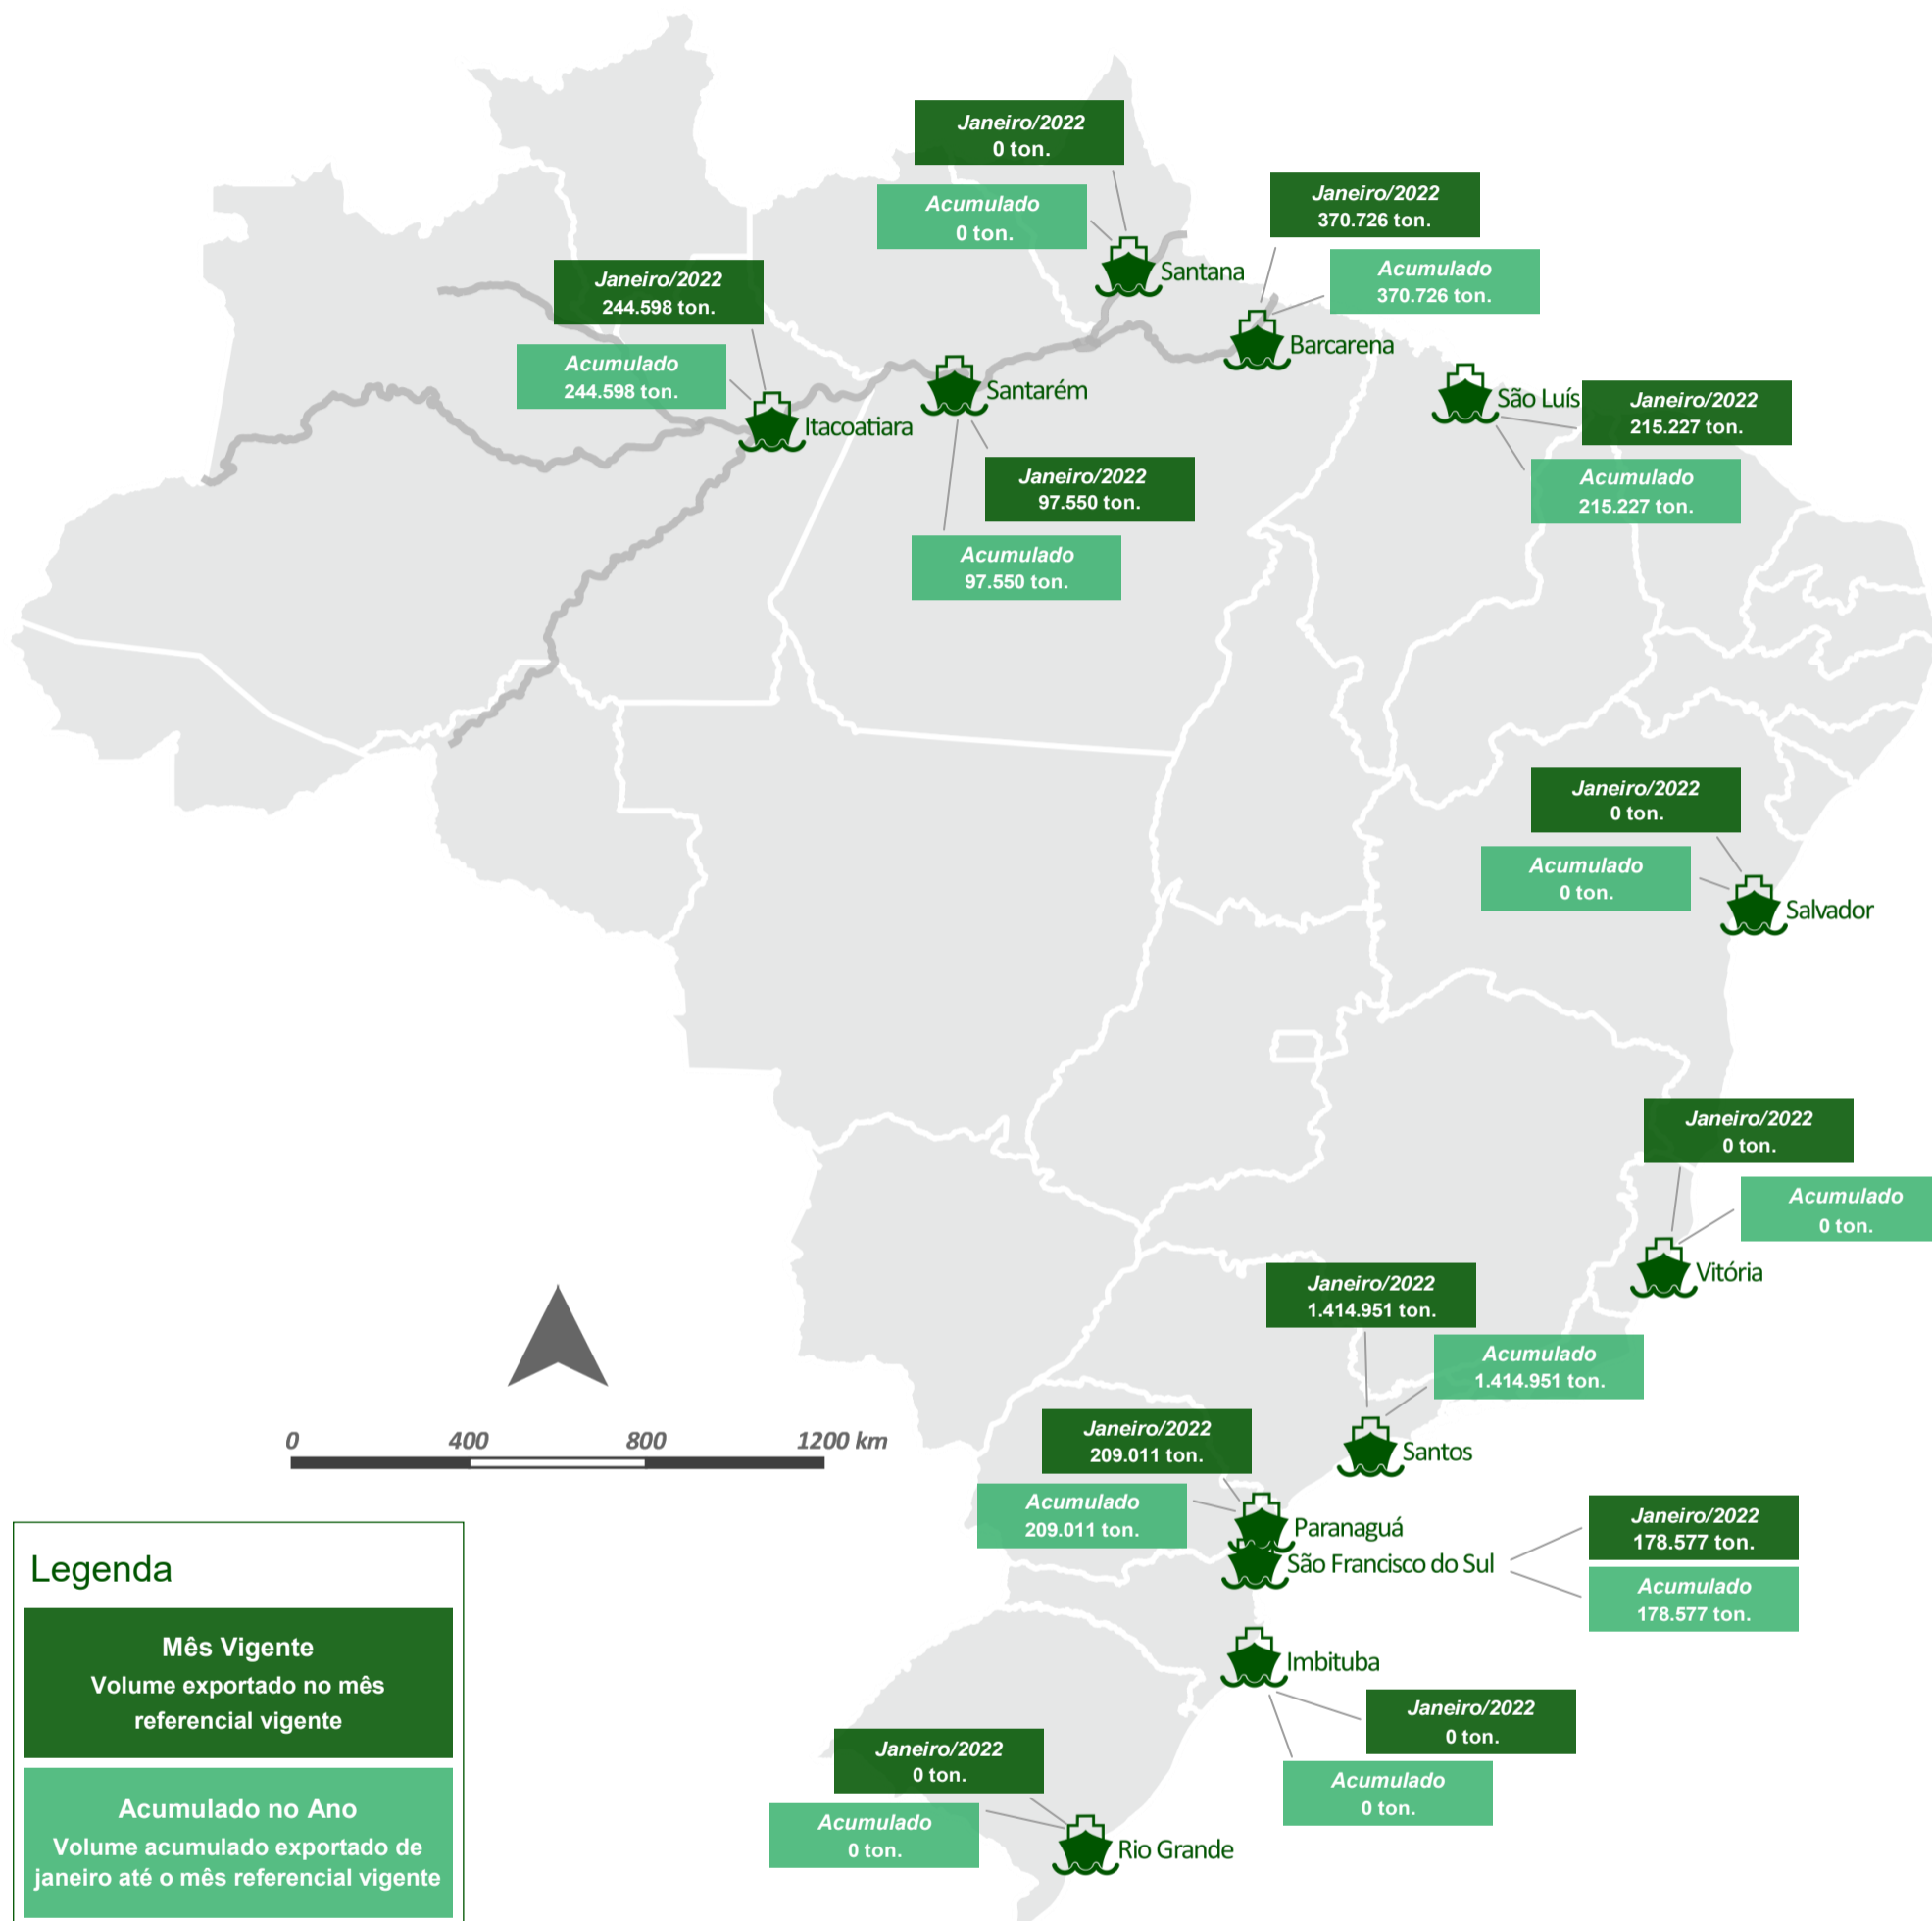 Janeiro/2022
0 ton.
Acumulado
0 ton.
Santana
Janeiro/2022
370.726 ton.
Acumulado
370.726 ton.
Barcarena
Janeiro/2022
244.598 ton.
Acumulado
244.598 ton.
Itacoatiara
Santarém
Janeiro/2022
97.550 ton.
Acumulado
97.550 ton.
São Luís
Janeiro/2022
215.227 ton.
Acumulado
215.227 ton.
Janeiro/2022
0 ton.
Acumulado
0 ton.
Salvador
Janeiro/2022
0 ton.
Acumulado
0 ton.
Vitória
Janeiro/2022
1.414.951 ton.
Acumulado
1.414.951 ton.
Santos
Janeiro/2022
209.011 ton.
Acumulado
209.011 ton.
Paranaguá
São Francisco do Sul
Janeiro/2022
178.577 ton.
Acumulado
178.577 ton.
Imbituba
Janeiro/2022
0 ton.
Acumulado
0 ton.
Janeiro/2022
0 ton.
Acumulado
0 ton.
Rio Grande
0 400 800 1200 km
Legenda
Mês Vigente
Volume exportado no mês
referencial vigente
Acumulado no Ano
Volume acumulado exportado de
janeiro até o mês referencial vigente